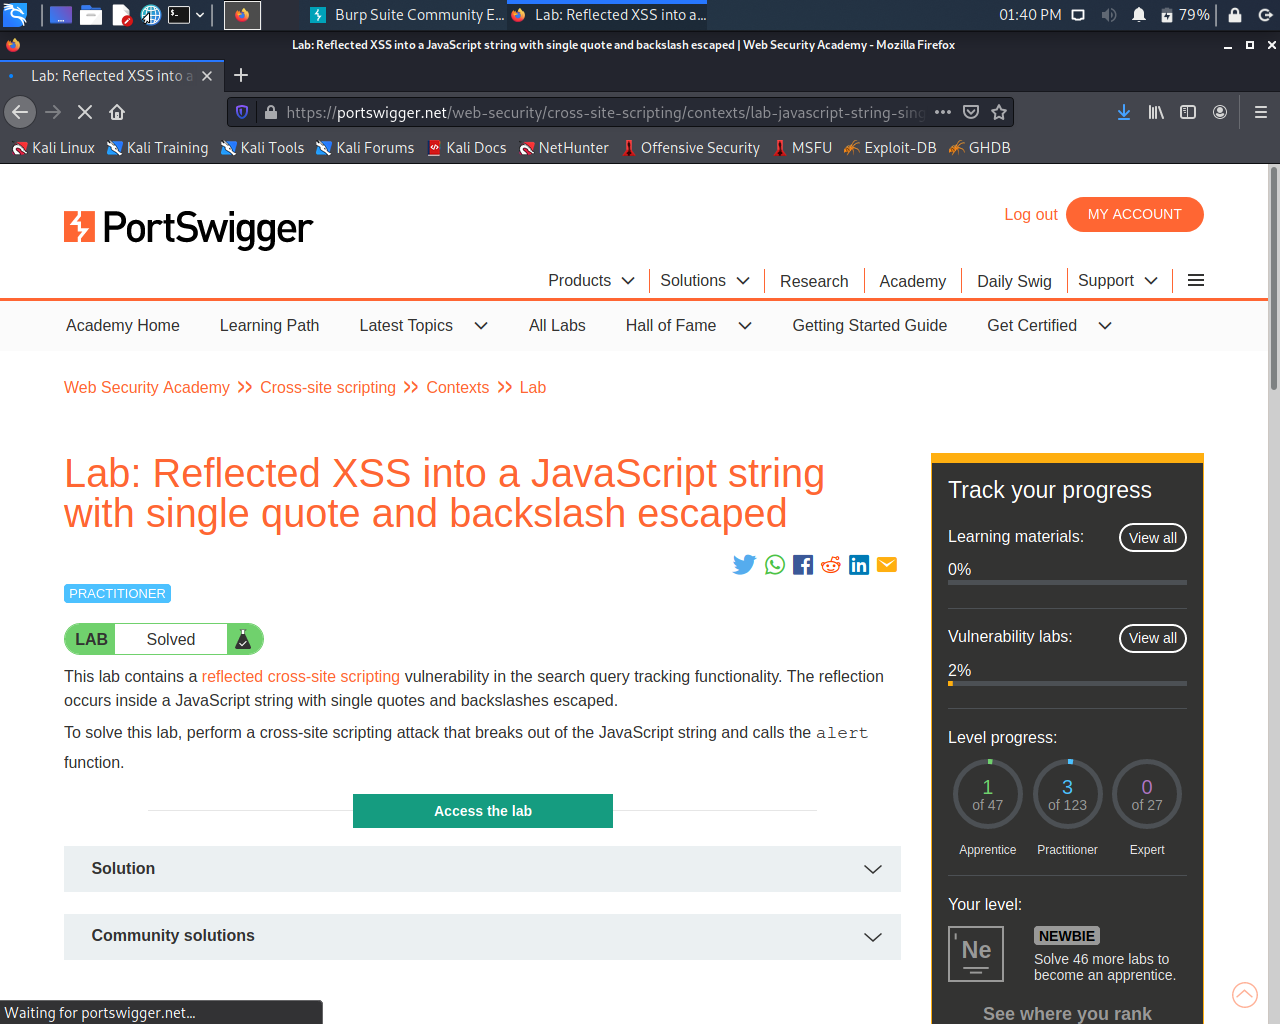 Burp Suite Community E...
Lab: Reflected XSS into a...
01:40 PM
79%
Lab: Reflected XSS into a JavaScript string with single quote and backslash escaped | Web Security Academy - Mozilla Firefox
Lab: Reflected XSS into a
https://portswigger.net/web-security/cross-site-scripting/contexts/lab-javascript-string-sing
Kali Linux
Kali Training
Kali Tools
Kali Forums
Kali Docs
NetHunter
Offensive Security
MSFU
Exploit-DB
GHDB
PortSwigger
Log out
MY ACCOUNT
Products
Solutions
Research
Academy
Daily Swig
Support
Academy Home
Learning Path
Latest Topics
All Labs
Hall of Fame
Getting Started Guide
Get Certified
Web Security Academy >> Cross-site scripting >> Contexts >> Lab
Lab: Reflected XSS into a JavaScript string
with single quote and backslash escaped
PRACTITIONER
LAB Solved
This lab contains a reflected cross-site scripting vulnerability in the search query tracking functionality. The reflection
occurs inside a JavaScript string with single quotes and backslashes escaped.
To solve this lab, perform a cross-site scripting attack that breaks out of the JavaScript string and calls the alert
function.
Access the lab
Solution
Community solutions
Track your progress
Learning materials:
View all
0%
Vulnerability labs:
View all
2%
Level progress:
1
of 47
3
of 123
0
of 27
Apprentice
Practitioner
Expert
Your level:
Ne
NEWBIE
Solve 46 more labs to
become an apprentice.
See where you rank
Waiting for portswigger.net...